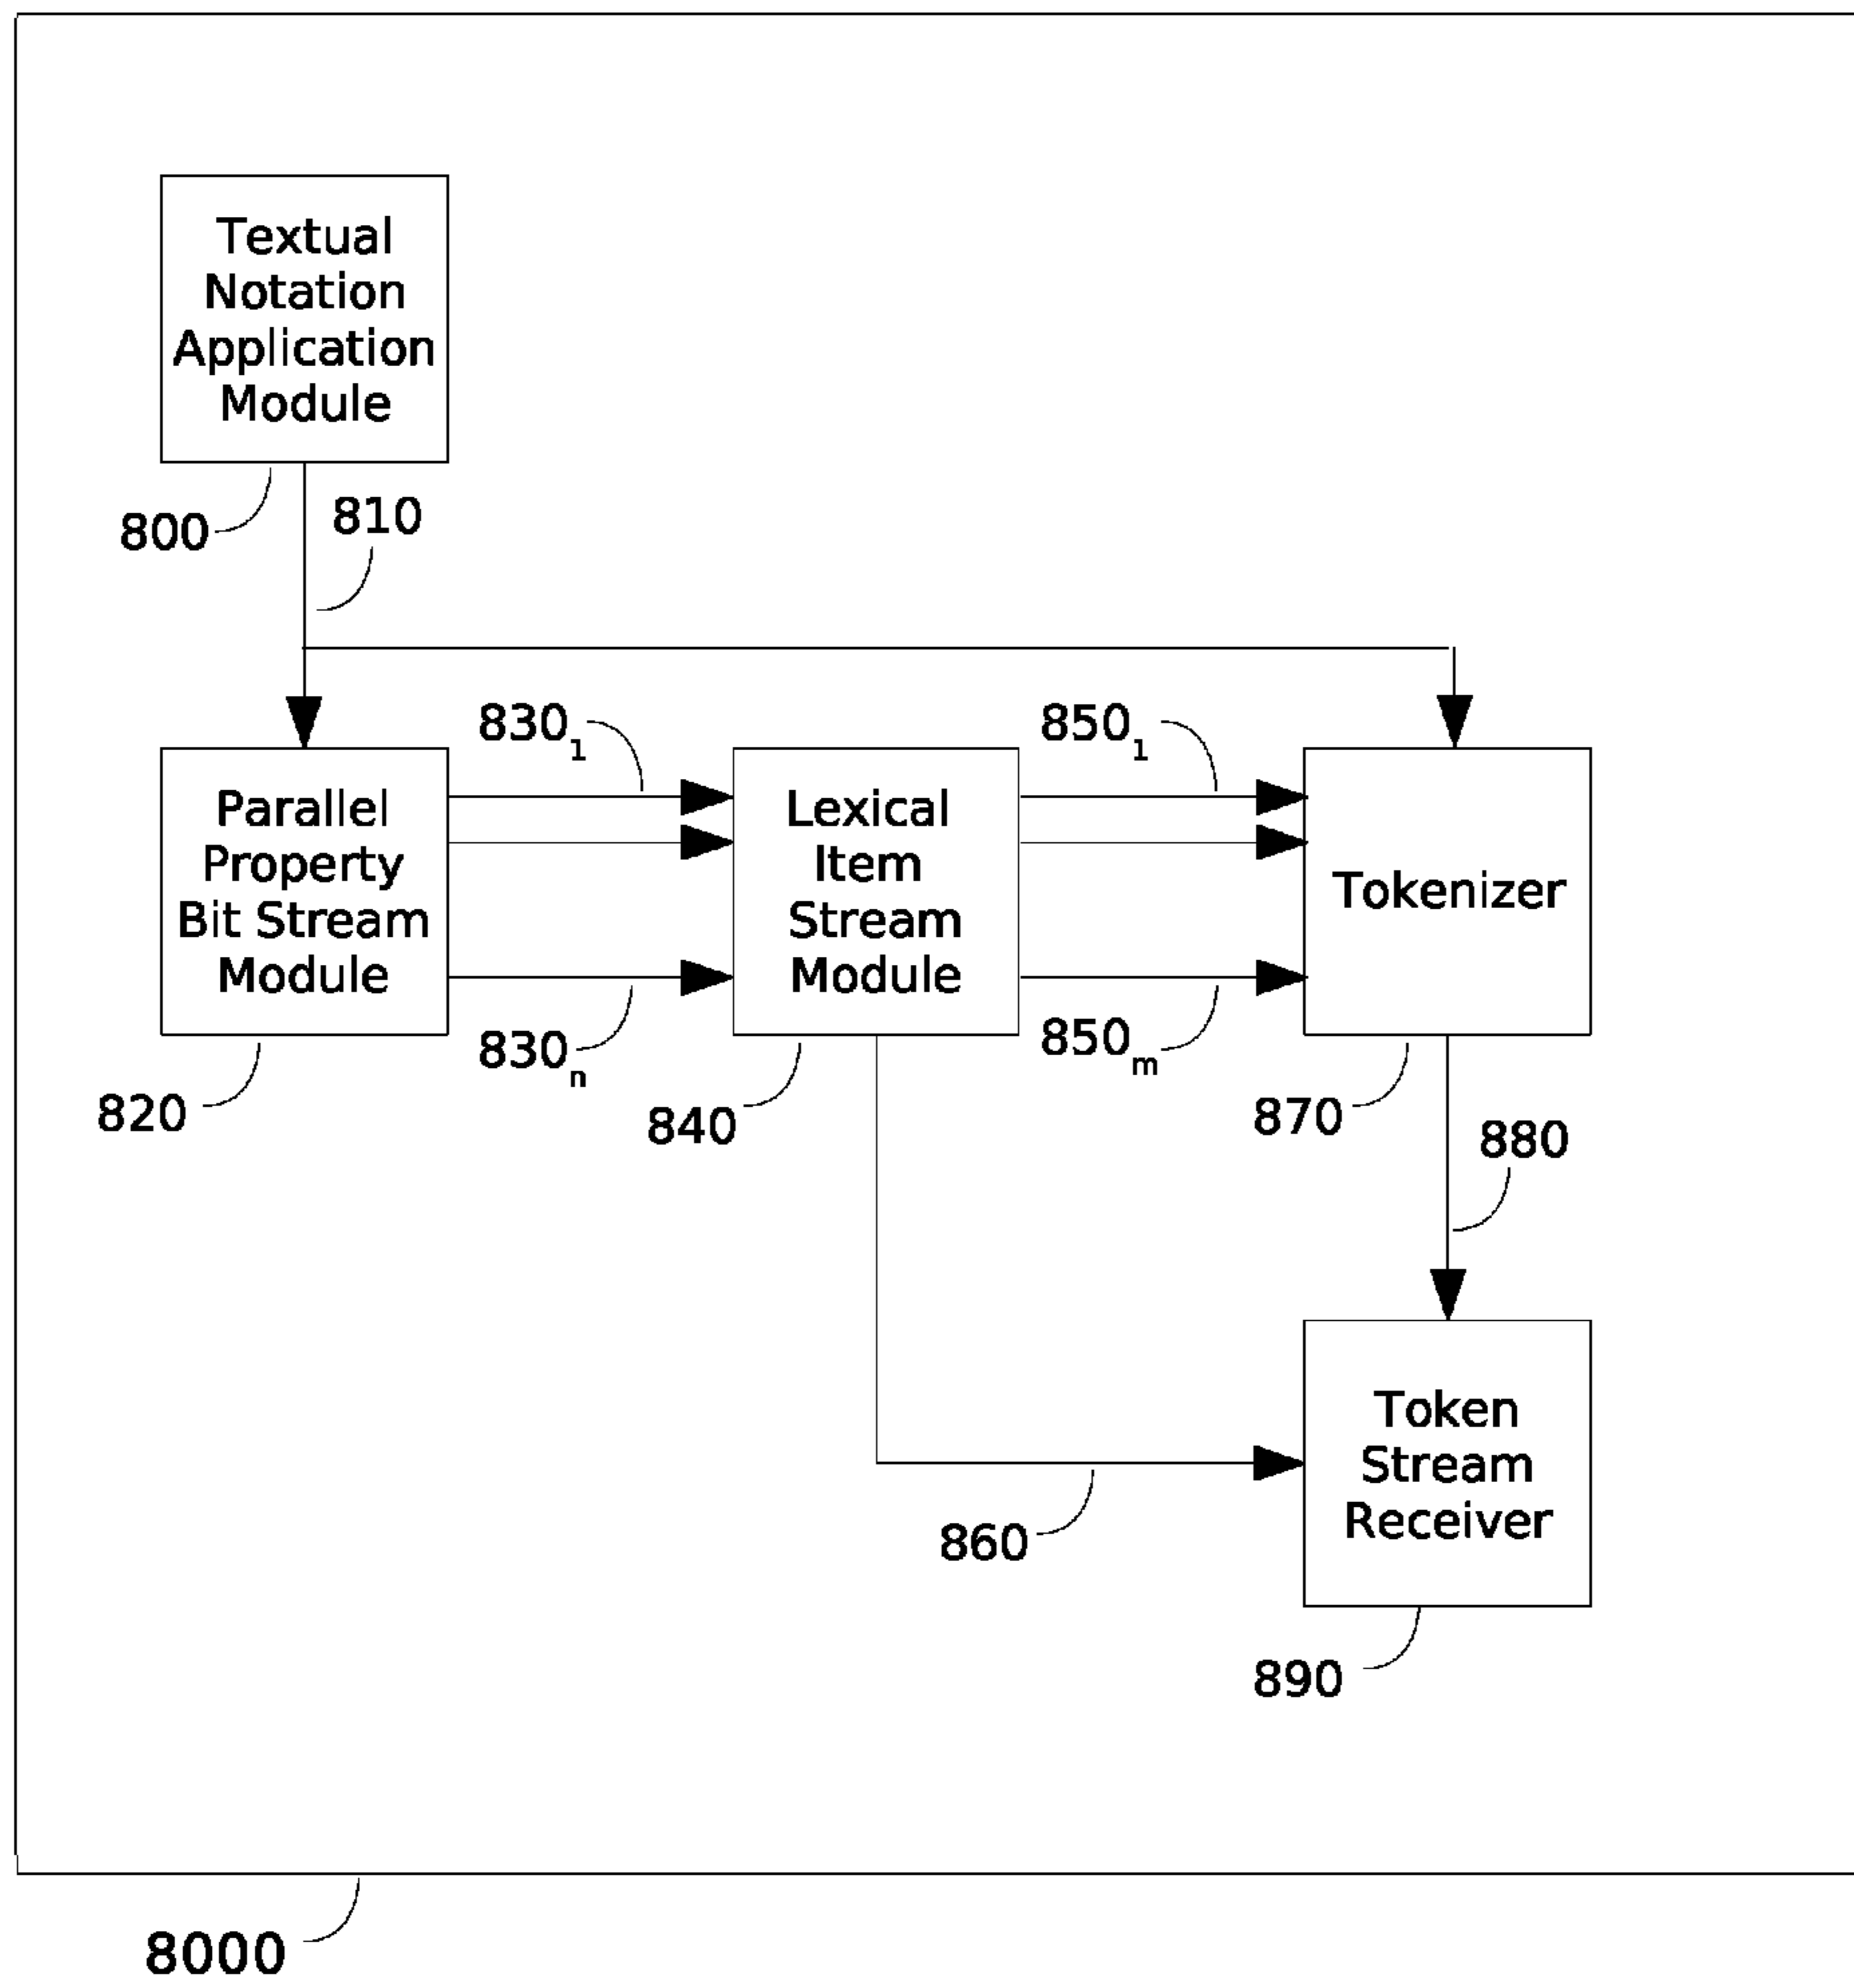 Textual
Notation
Application
Module
800
810
830₁
850₁
Parallel
Property
Bit Stream
Module
Lexical
Item
Stream
Module
Tokenizer
830ₙ
850ₘ
820
840
870
880
Token
Stream
Receiver
860
890
8000